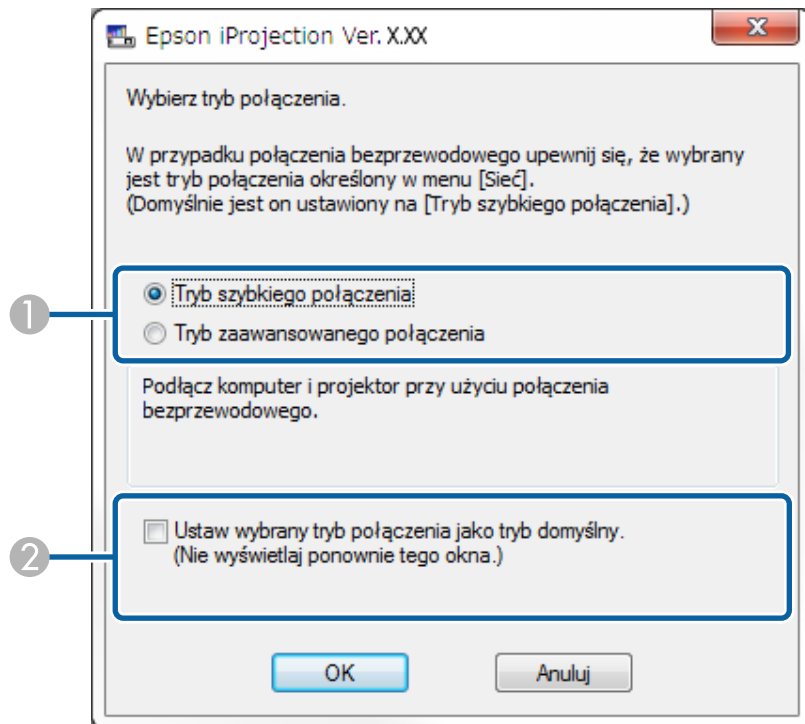 Epson iProjection Ver. X.XX
x
Wybierz tryb połączenia.
W przypadku połączenia bezprzewodowego upewnij się, że wybrany
jest tryb połączenia określony w menu [Sieć].
(Domyślnie jest on ustawiony na [Tryb szybkiego połączenia].)
1
Tryb szybkiego połączenia
Tryb zaawansowanego połączenia
Podłącz komputer i projektor przy użyciu połączenia
bezprzewodowego.
2
Ustaw wybrany tryb połączenia jako tryb domyślny.
(Nie wyświetlaj ponownie tego okna.)
OK Anuluj